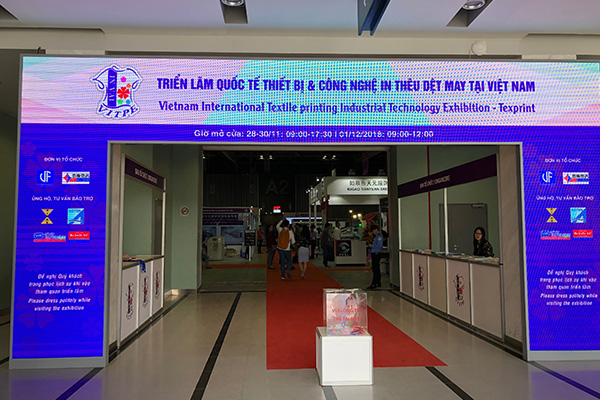 VITPE
TRIỂN LÃM QUỐC TẾ THIẾT BỊ & CÔNG NGHỆ IN THÊU DỆT MAY TẠI VIỆT NAM
Vietnam International Textile printing Industrial Technology Exhibition - Texprint
Giờ mở cửa: 28-30/11: 09:00-17:30 | 01/12/2018: 09:00-12:00
ĐƠN VỊ TỔ CHỨC
ỦNG HỘ, TƯ VẤN BẢO TRỢ
Đề nghị Quý khách
trang phục lịch sự khi vào
tham quan triển lãm
Please dress politely while
visiting the exhibition
ĐƠN VỊ TỔ CHỨC
ỦNG HỘ, TƯ VẤN BẢO TRỢ
Đề nghị Quý khách
trang phục lịch sự khi vào
tham quan triển lãm
Please dress politely while
visiting the exhibition
A2